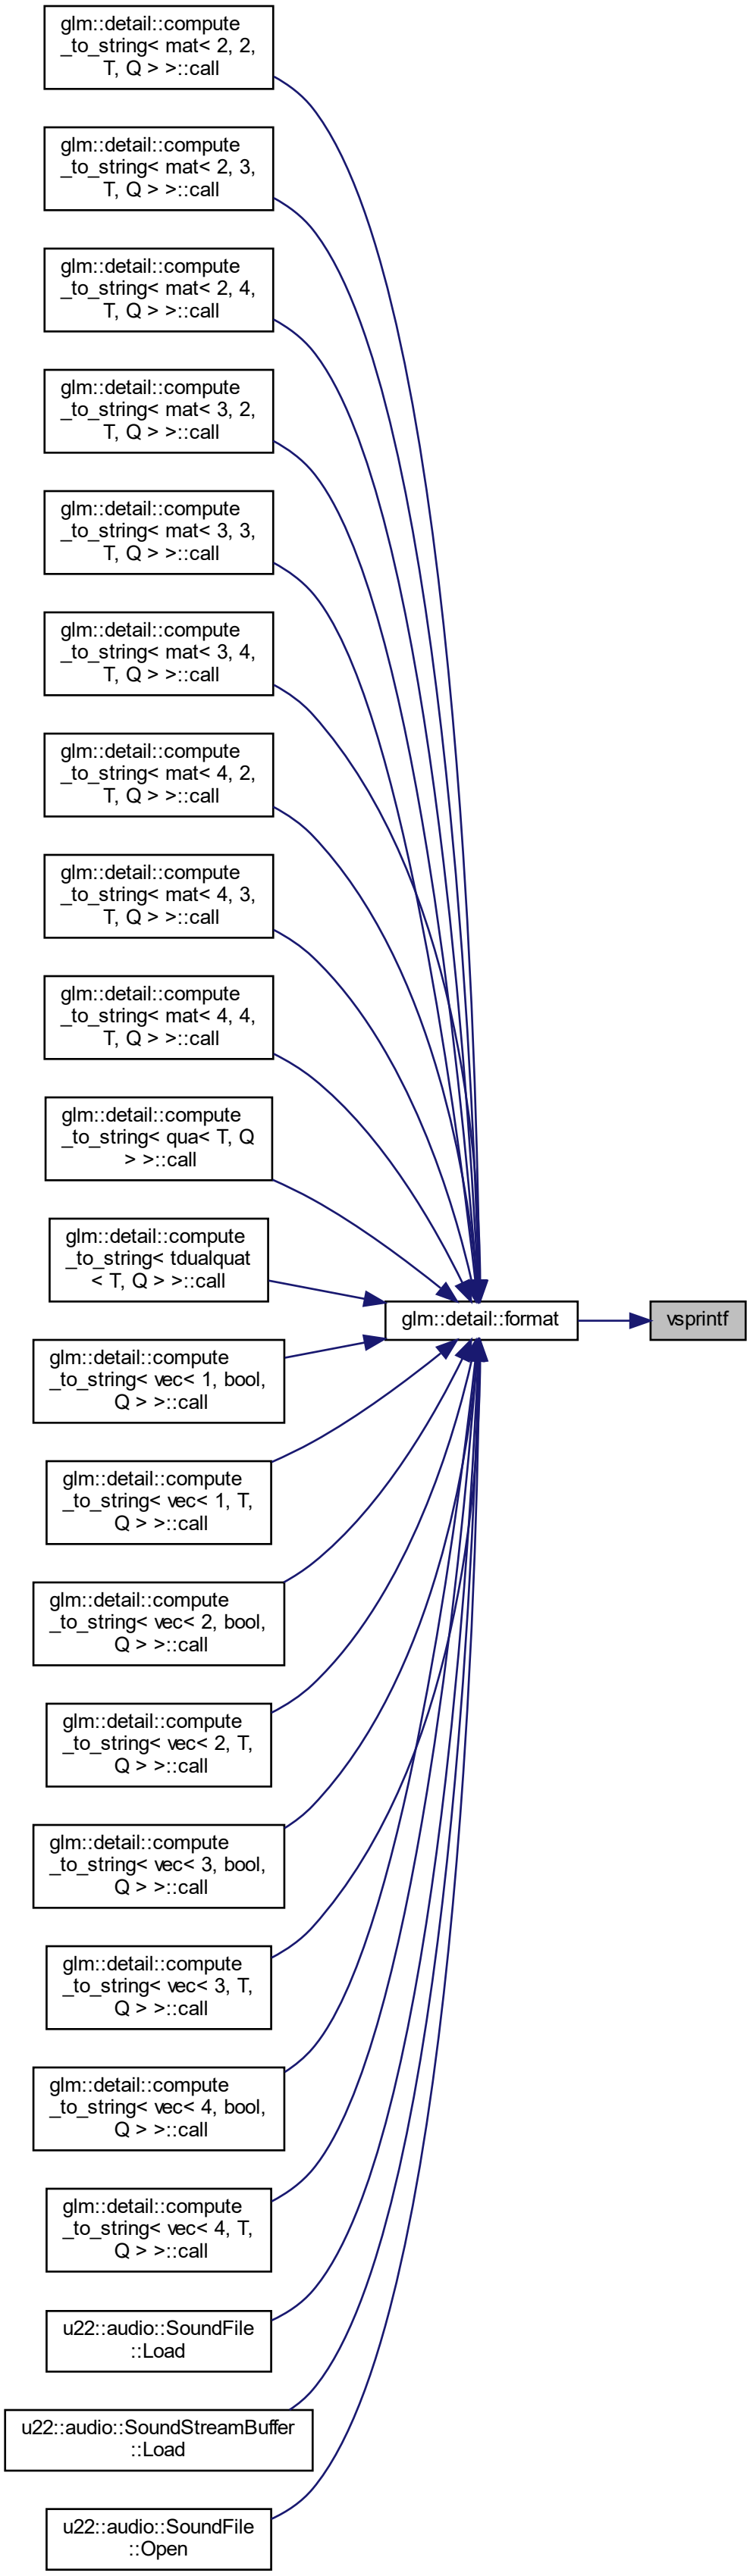 glm::detail::compute
_to_string< mat< 2, 2,
T, Q > >::call
glm::detail::compute
_to_string< mat< 2, 3,
T, Q > >::call
glm::detail::compute
_to_string< mat< 2, 4,
T, Q > >::call
glm::detail::compute
_to_string< mat< 3, 2,
T, Q > >::call
glm::detail::compute
_to_string< mat< 3, 3,
T, Q > >::call
glm::detail::compute
_to_string< mat< 3, 4,
T, Q > >::call
glm::detail::compute
_to_string< mat< 4, 2,
T, Q > >::call
glm::detail::compute
_to_string< mat< 4, 3,
T, Q > >::call
glm::detail::compute
_to_string< mat< 4, 4,
T, Q > >::call
glm::detail::compute
_to_string< qua< T, Q
> >::call
glm::detail::compute
_to_string< tdualquat
< T, Q > >::call
glm::detail::format
vsprintf
glm::detail::compute
_to_string< vec< 1, bool,
Q > >::call
glm::detail::compute
_to_string< vec< 1, T,
Q > >::call
glm::detail::compute
_to_string< vec< 2, bool,
Q > >::call
glm::detail::compute
_to_string< vec< 2, T,
Q > >::call
glm::detail::compute
_to_string< vec< 3, bool,
Q > >::call
glm::detail::compute
_to_string< vec< 3, T,
Q > >::call
glm::detail::compute
_to_string< vec< 4, bool,
Q > >::call
glm::detail::compute
_to_string< vec< 4, T,
Q > >::call
u22::audio::SoundFile
::Load
u22::audio::SoundStreamBuffer
::Load
u22::audio::SoundFile
::Open